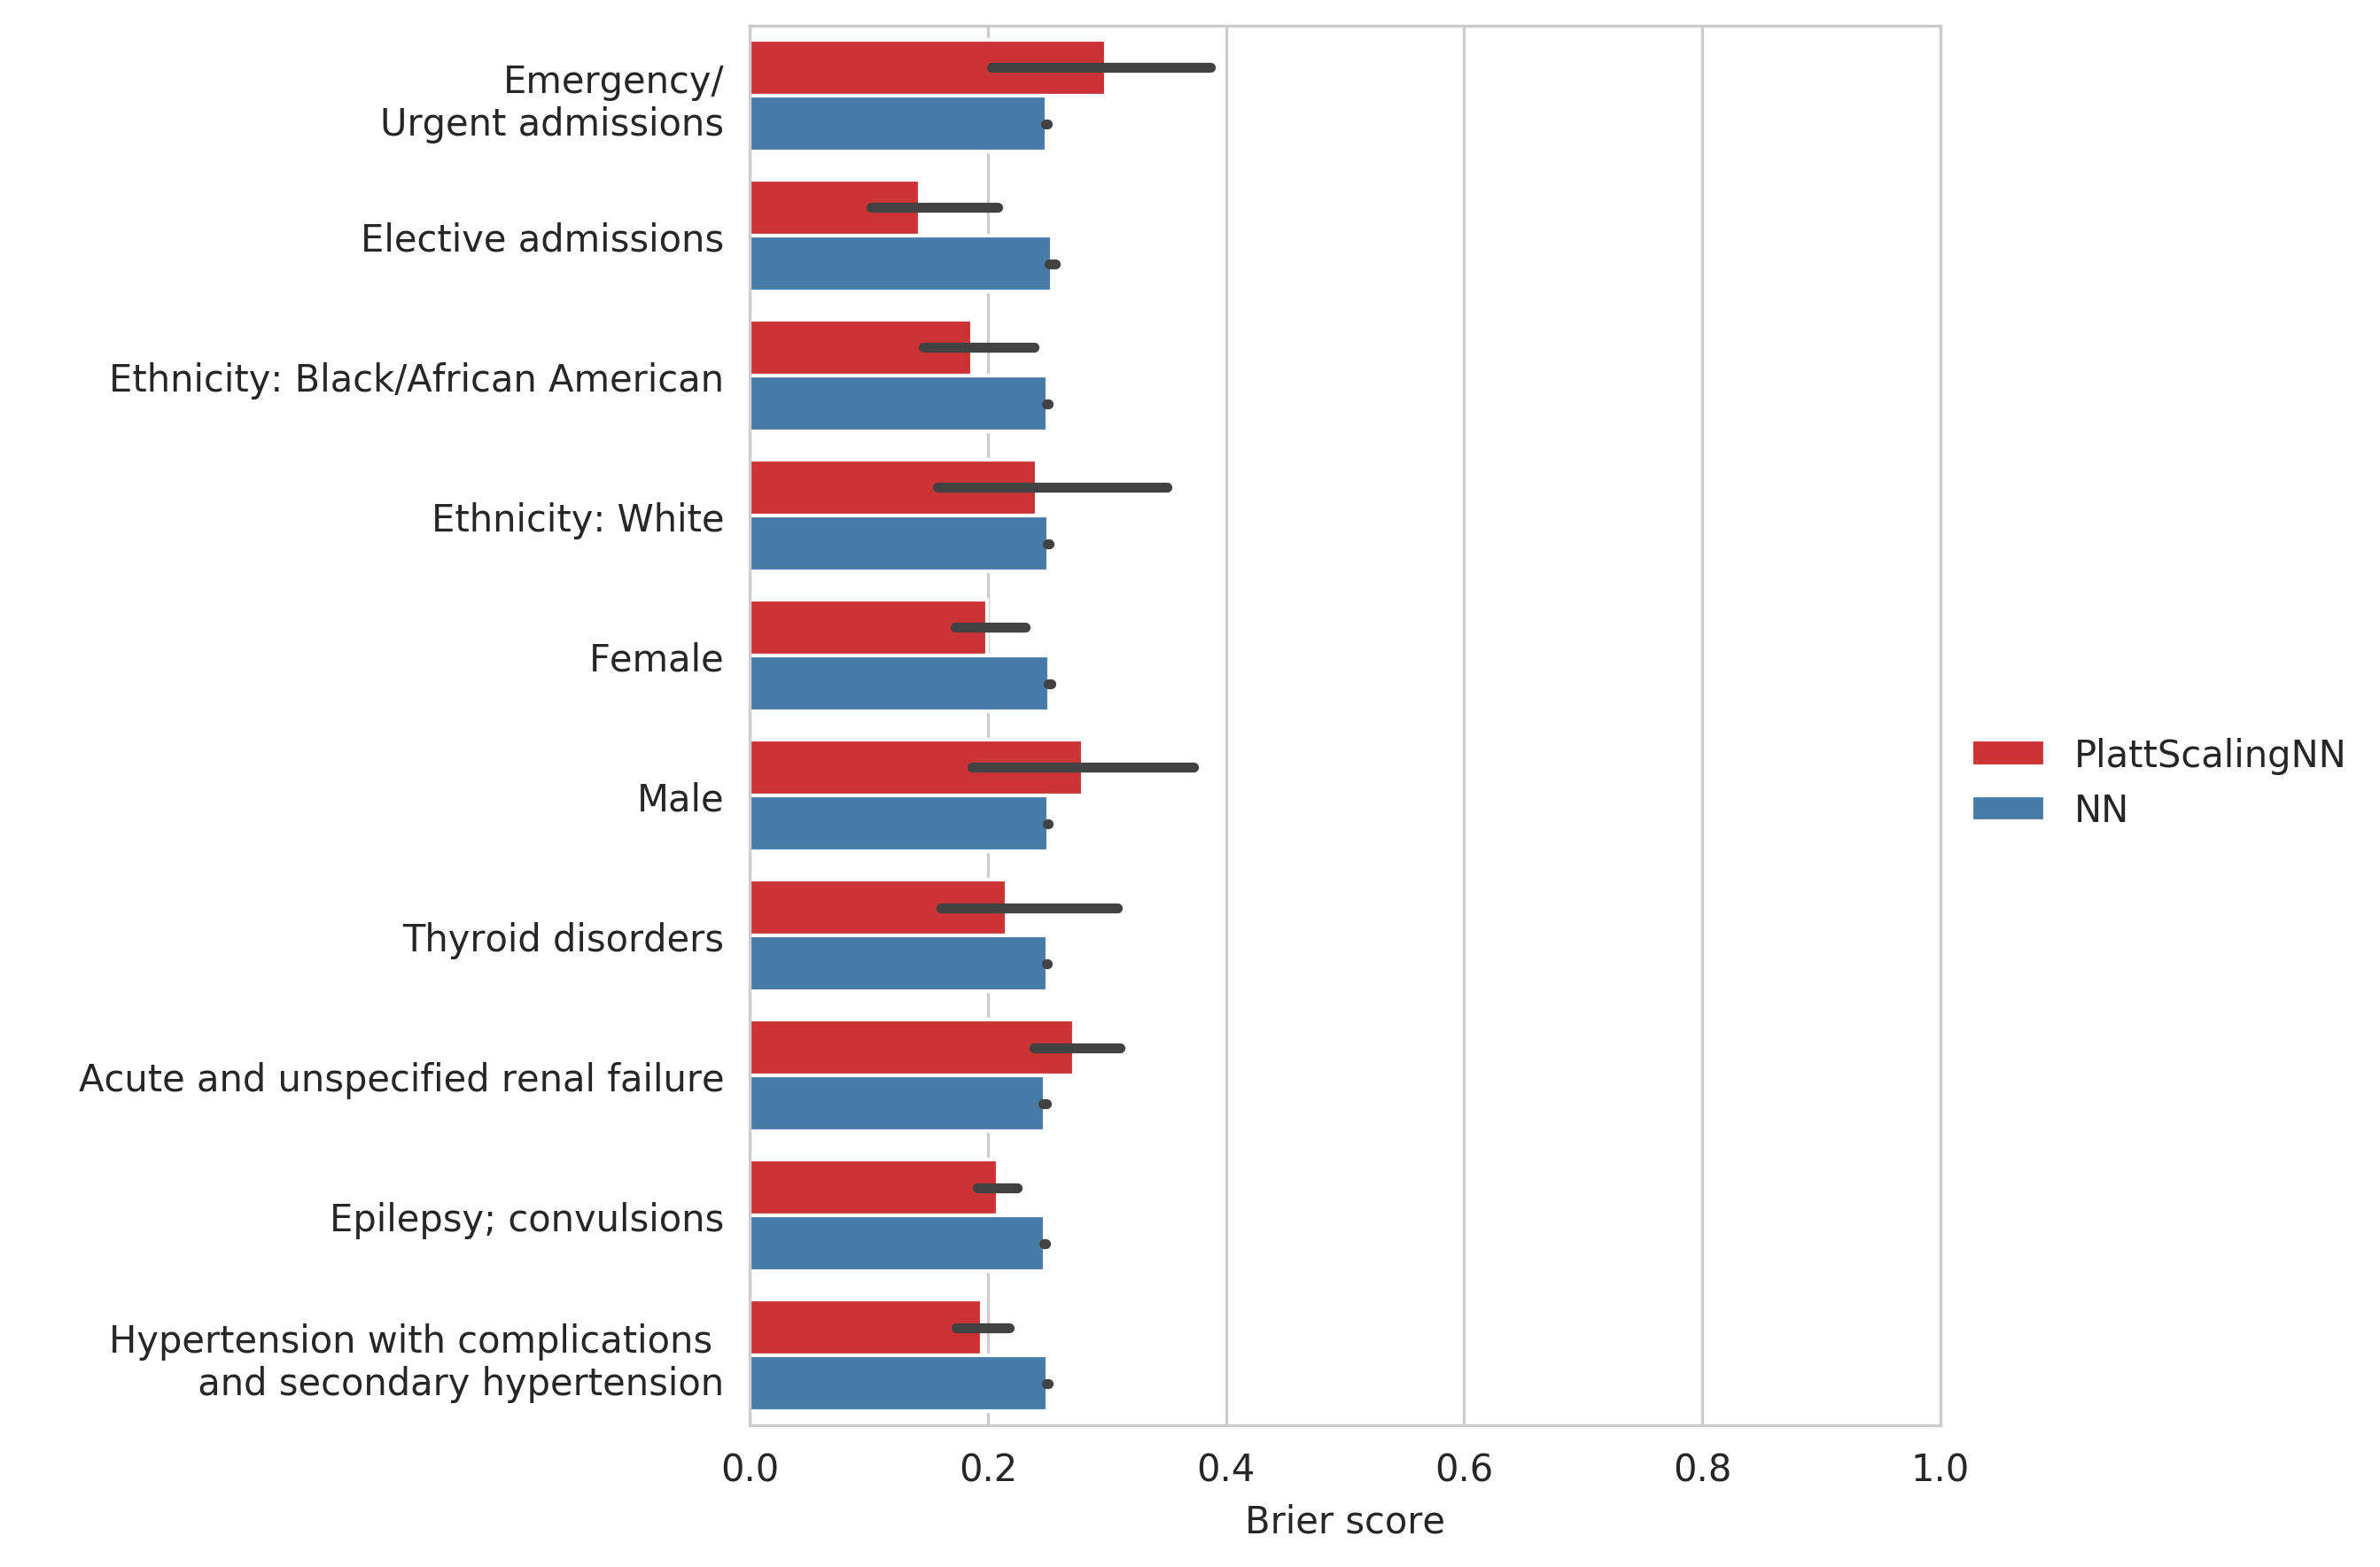 Emergency/
Urgent admissions
Elective admissions
Ethnicity: Black/African American
Ethnicity: White
Female
Male
Thyroid disorders
Acute and unspecified renal failure
Epilepsy; convulsions
Hypertension with complications
and secondary hypertension
0.0 0.2 0.4 0.6 0.8 1.0
Brier score
PlattScalingNN
NN